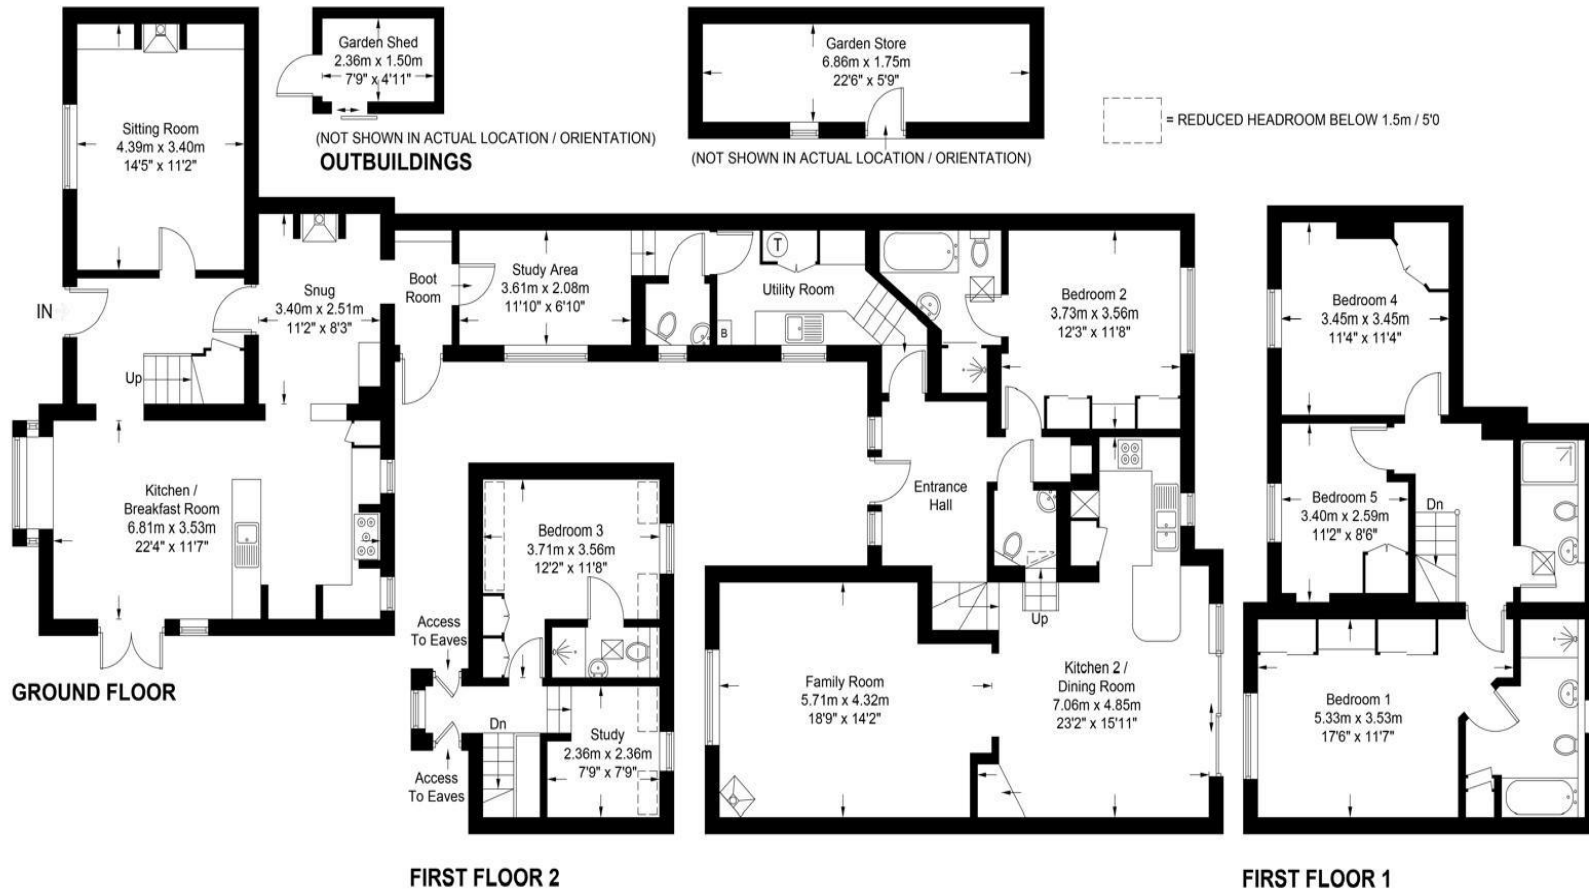 Garden Shed
2.36m x 1.50m
7'9" x 4'11"
(NOT SHOWN IN ACTUAL LOCATION / ORIENTATION)
OUTBUILDINGS
Garden Store
6.86m x 1.75m
22'6" x 5'9"
(NOT SHOWN IN ACTUAL LOCATION / ORIENTATION)
= REDUCED HEADROOM BELOW 1.5m / 5'0
Sitting Room
4.39m x 3.40m
14'5" x 11'2"
IN
Snug
3.40m x 2.51m
11'2" x 8'3"
Up
Boot
Room
Study Area
3.61m x 2.08m
11'10" x 6'10"
T
Utility Room
B
Bedroom 2
3.73m x 3.56m
12'3" x 11'8"
Kitchen /
Breakfast Room
6.81m x 3.53m
22'4" x 11'7"
Entrance
Hall
Up
Family Room
5.71m x 4.32m
18'9" x 14'2"
Kitchen 2 /
Dining Room
7.06m x 4.85m
23'2" x 15'11"
GROUND FLOOR
Bedroom 3
3.71m x 3.56m
12'2" x 11'8"
Access
To Eaves
Dn
Study
2.36m x 2.36m
7'9" x 7'9"
Access
To Eaves
FIRST FLOOR 2
Bedroom 4
3.45m x 3.45m
11'4" x 11'4"
Bedroom 5
3.40m x 2.59m
11'2" x 8'6"
Dn
Bedroom 1
5.33m x 3.53m
17'6" x 11'7"
FIRST FLOOR 1